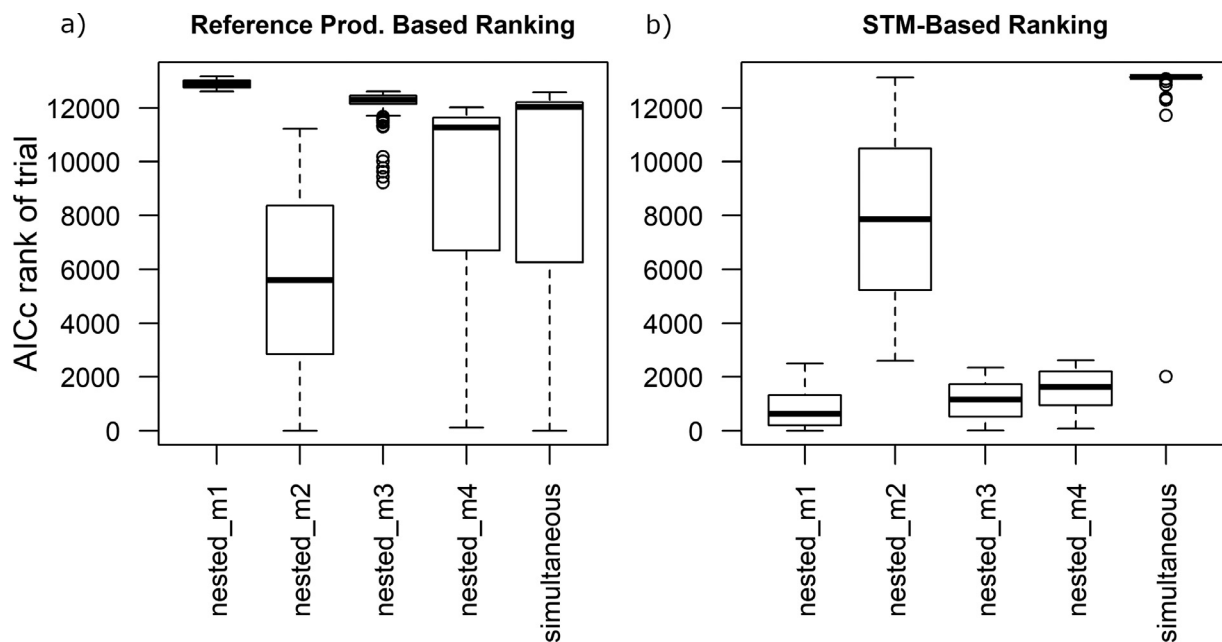 a) Reference Prod. Based Ranking
b) STM-Based Ranking
AICc rank of trial
12000
10000
8000
6000
4000
2000
0
nested_m1
nested_m2
nested_m3
nested_m4
simultaneous
12000
10000
8000
6000
4000
2000
0
nested_m1
nested_m2
nested_m3
nested_m4
simultaneous